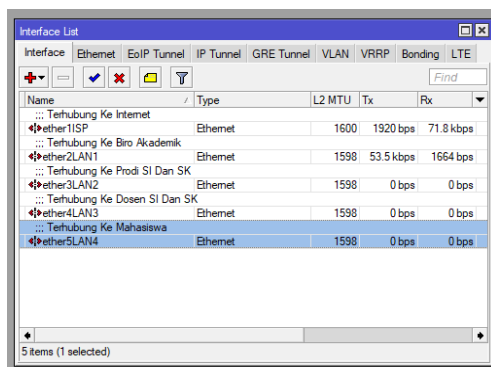 Interface List
Interface Ethernet EoIP Tunnel IP Tunnel GRE Tunnel VLAN VRRP Bonding LTE
Find
Name / Type L2 MTU Tx Rx
;;; Terhubung Ke Internet
ether1ISP Ethernet 1600 1920 bps 71.8 kbps
;;; Terhubung Ke Biro Akademik
ether2LAN1 Ethernet 1598 53.5 kbps 1664 bps
;;; Terhubung Ke Prodi SI Dan SK
ether3LAN2 Ethernet 1598 0 bps 0 bps
;;; Terhubung Ke Dosen SI Dan SK
ether4LAN3 Ethernet 1598 0 bps 0 bps
;;; Terhubung Ke Mahasiswa
ether5LAN4 Ethernet 1598 0 bps 0 bps
5 items (1 selected)